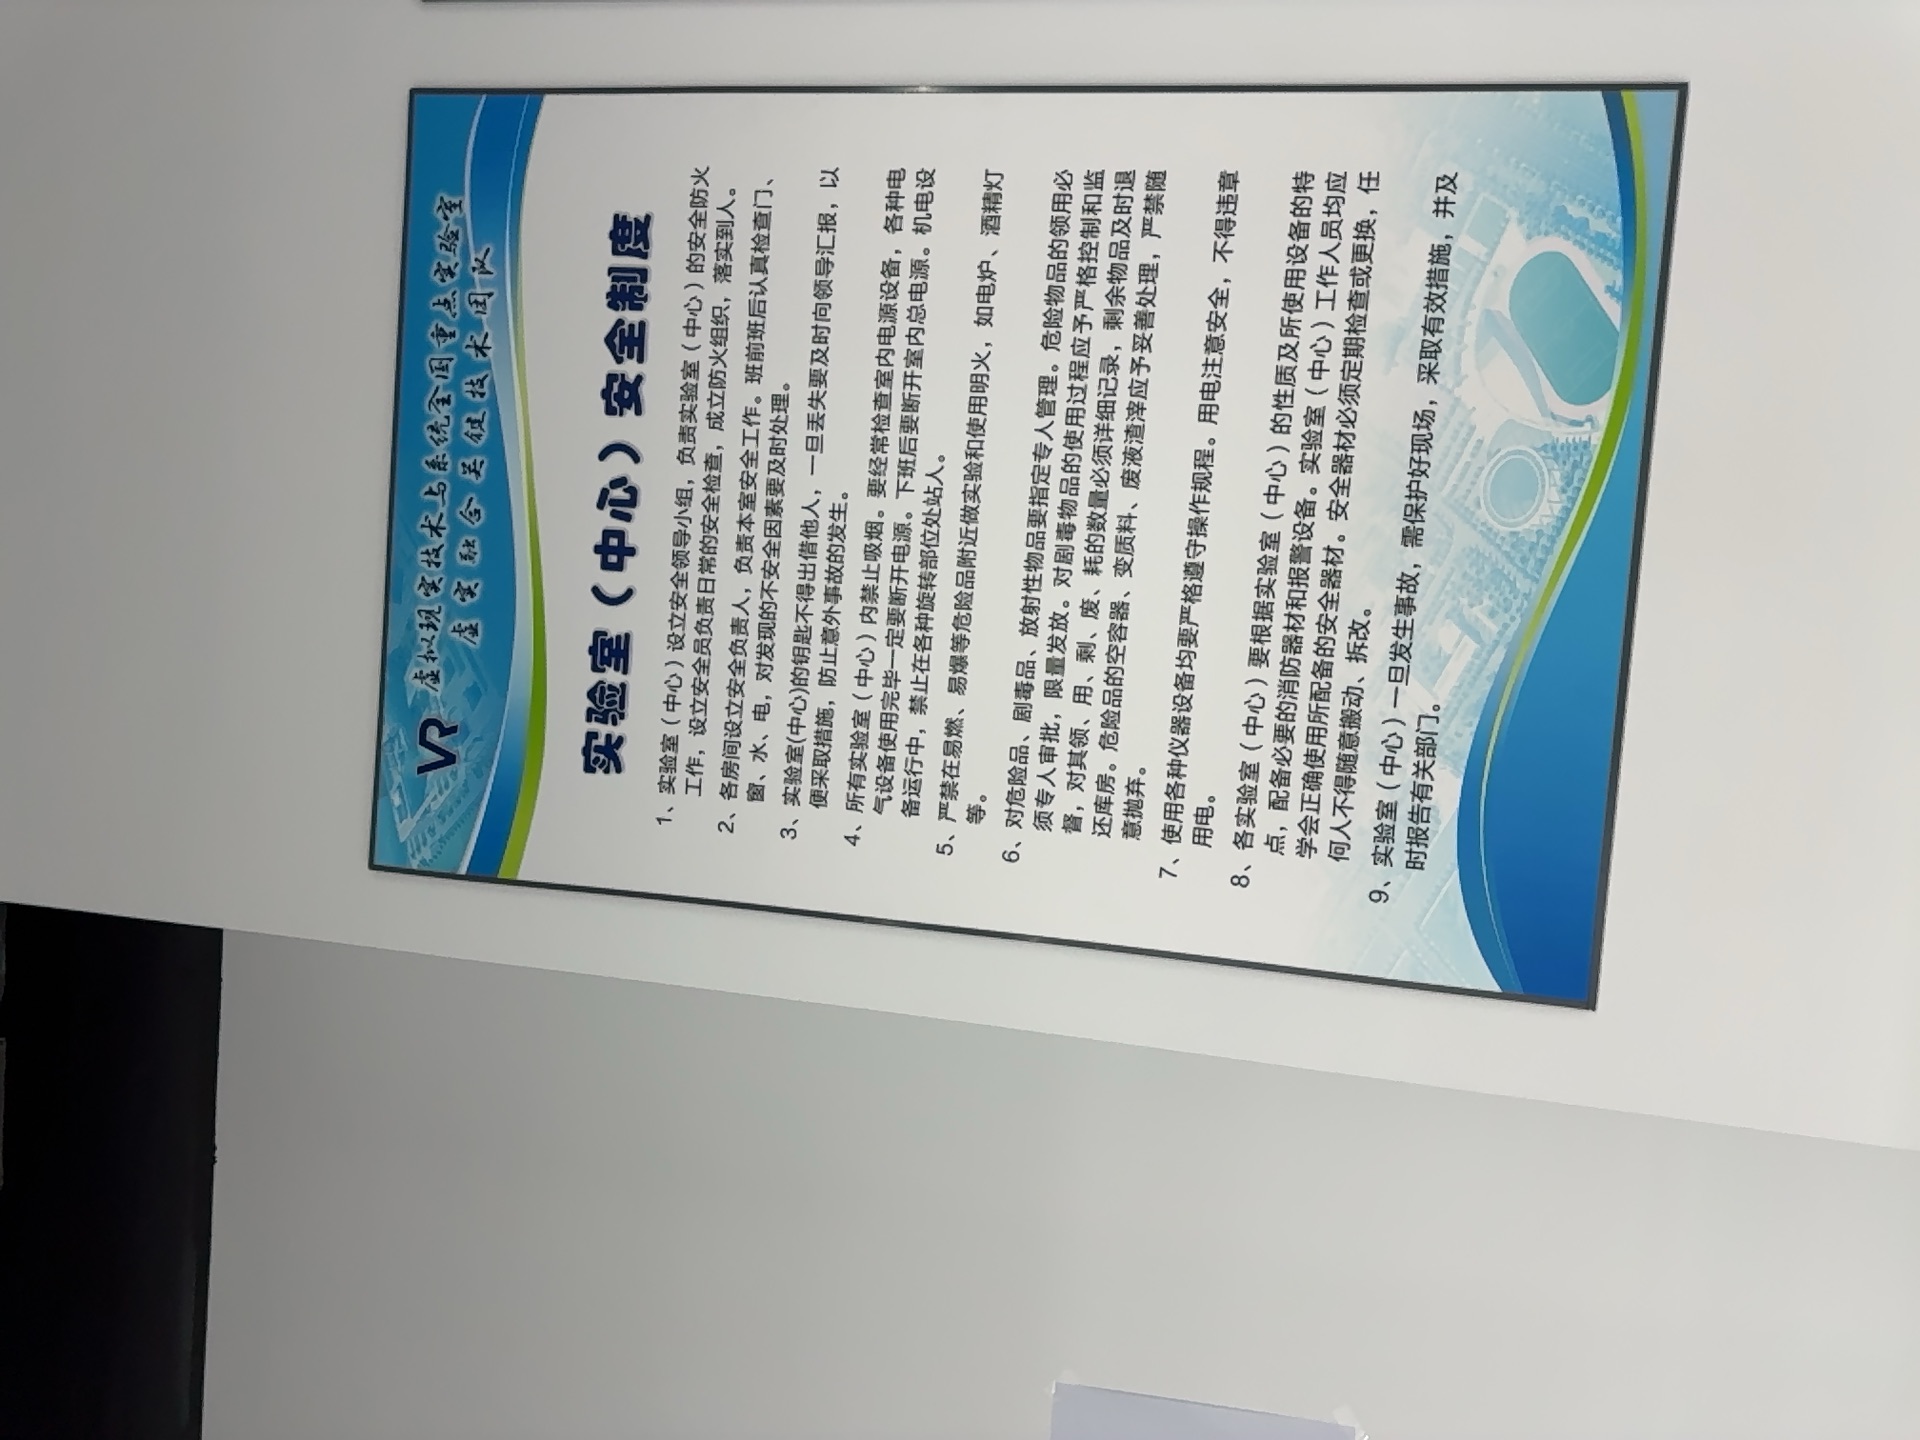 VR 虚拟现实技术与系统全国重点实验室
虚实融合关键技术团队
实验室（中心）安全制度
1、实验室（中心）设立安全领导小组，负责实验室（中心）的安全防火
工作，设立安全员负责日常的安全检查，成立防火组织，落实到人。
2、各房间设立安全负责人，负责本室安全工作。班前班后认真检查门、
窗、水、电，对发现的不安全因素要及时处理。
3、实验室(中心)的钥匙不得出借他人，一旦丢失要及时向领导汇报，以
便采取措施，防止意外事故的发生。
4、所有实验室（中心）内禁止吸烟。要经常检查室内电源设备，各种电
气设备使用完毕一定要断开电源。下班后要断开室内总电源。机电设
备运行中，禁止在各种旋转部位处站人。
5、严禁在易燃、易爆等危险品附近做实验和使用明火，如电炉、酒精灯
等。
6、对危险品、剧毒品、放射性物品要指定专人管理。危险物品的领用必
须专人审批，限量发放。对剧毒物品的使用过程应予严格控制和监
督，对其领、用、剩、废、耗的数量必须详细记录，剩余物品及时退
还库房。危险品的空容器、变质料、废液渣滓应予妥善处理，严禁随
意抛弃。
7、使用各种仪器设备均要严格遵守操作规程。用电注意安全，不得违章
用电。
8、各实验室（中心）要根据实验室（中心）的性质及所使用设备的特
点，配备必要的消防器材和报警设备。实验室（中心）工作人员均应
学会正确使用所配备的安全器材。安全器材必须定期检查或更换，任
何人不得随意搬动、拆改。
9、实验室（中心）一旦发生事故，需保护好现场，采取有效措施，并及
时报告有关部门。